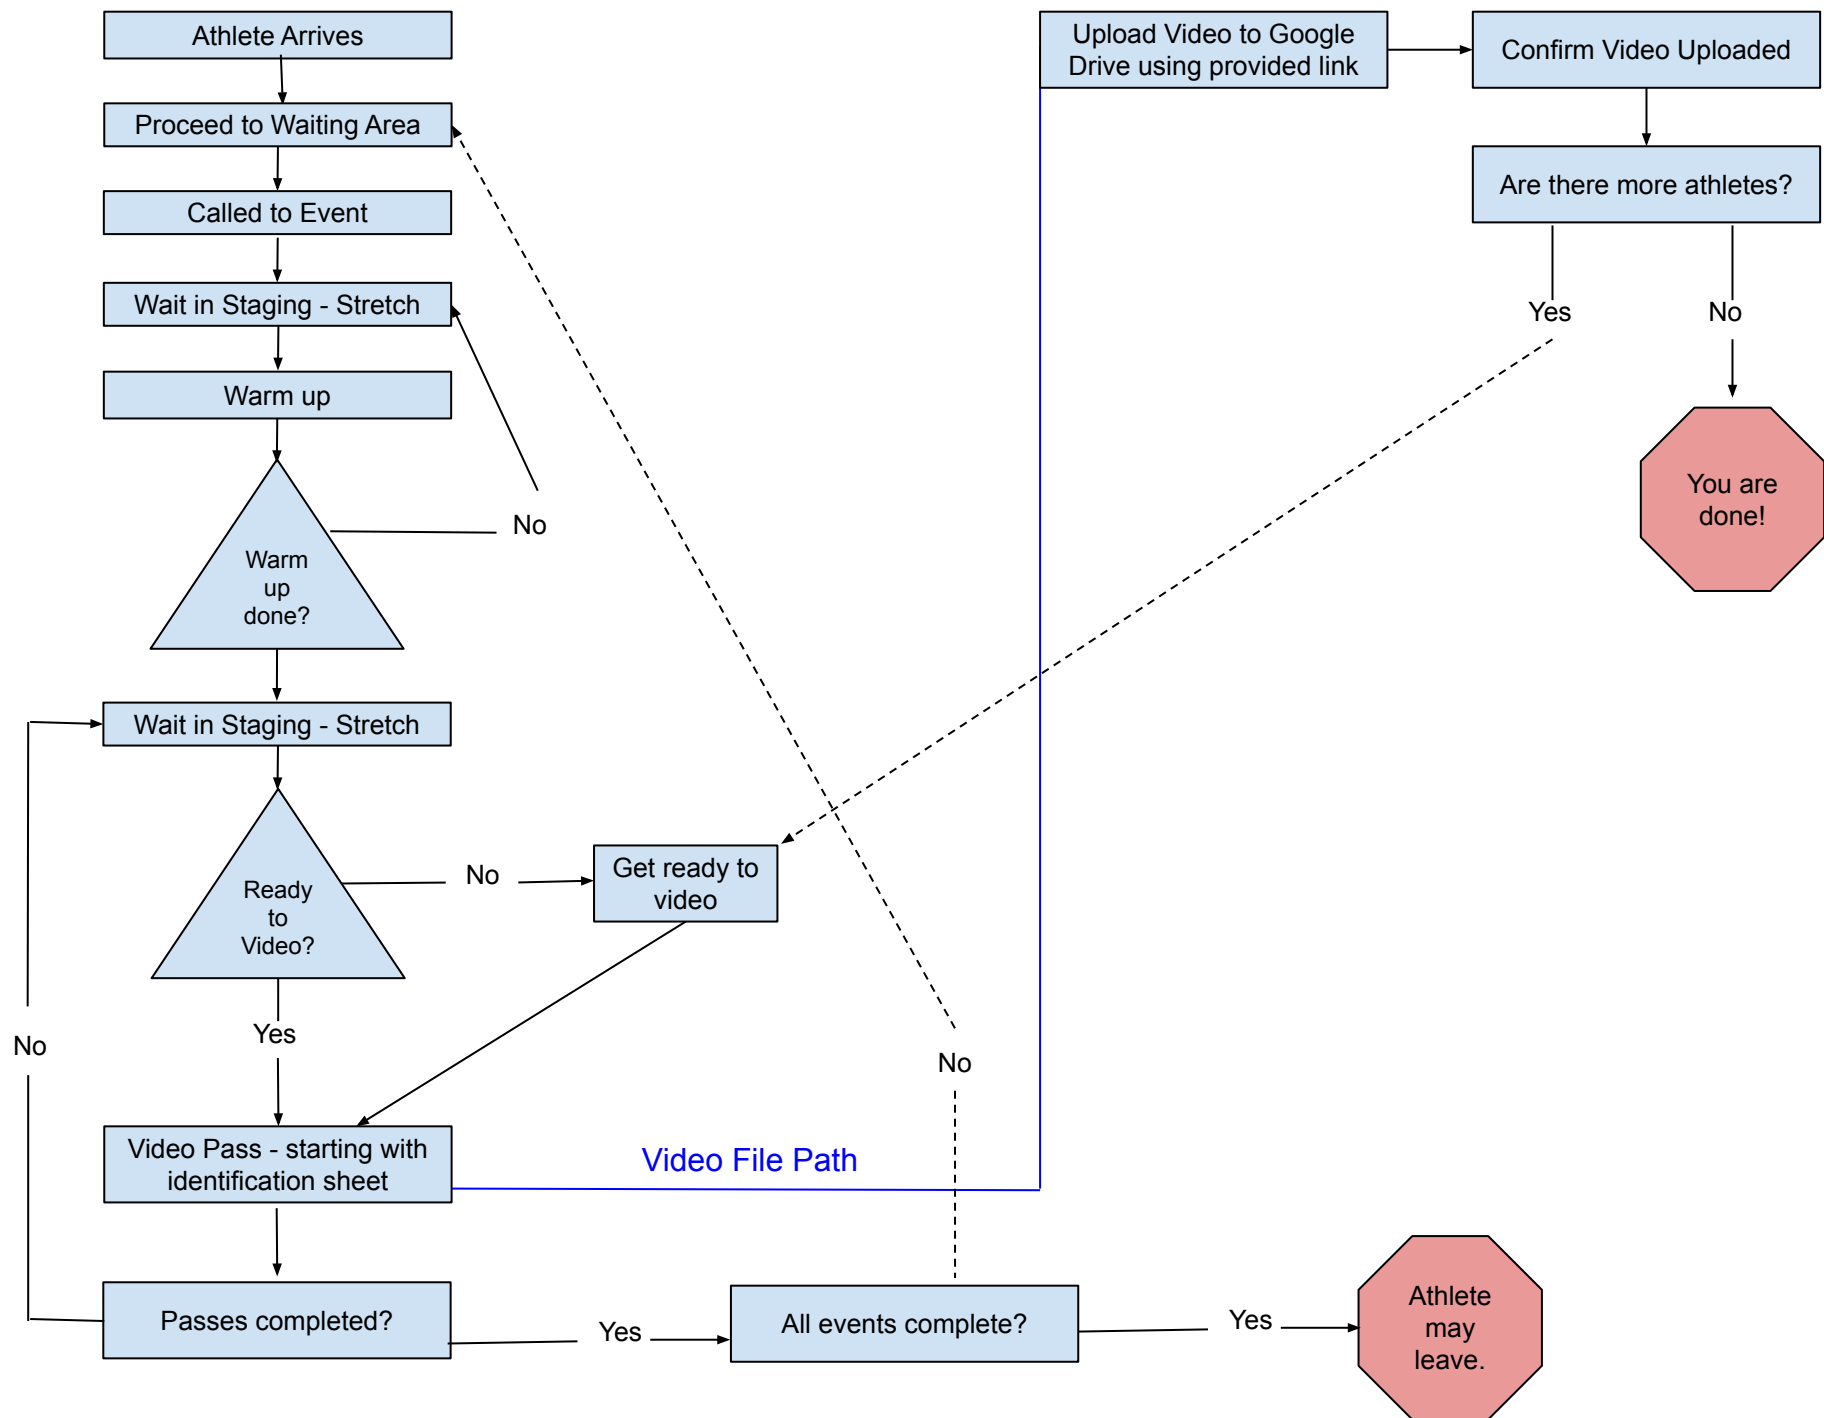 Athlete Arrives
Proceed to Waiting Area
Called to Event
Wait in Staging - Stretch
Warm up
Warm
up
done?
No
Wait in Staging - Stretch
Ready
to
Video?
No
Get ready to
video
Yes
No
No
Video Pass - starting with
identification sheet
Video File Path
Passes completed?
Yes
All events complete?
Yes
Athlete
may
leave.
Upload Video to Google
Drive using provided link
Confirm Video Uploaded
Are there more athletes?
Yes
No
You are
done!